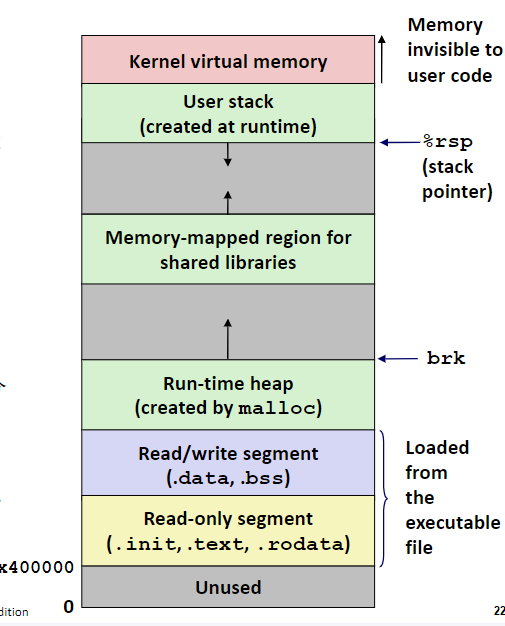 Memory
invisible to
user code
Kernel virtual memory
User stack
(created at runtime)
%rsp
(stack
pointer)
Memory-mapped region for
shared libraries
brk
Run-time heap
(created by malloc)
Read/write segment
(.data, .bss)
Loaded
from
the
executable
file
Read-only segment
(.init, .text, .rodata)
x400000
Unused
0
dition
22